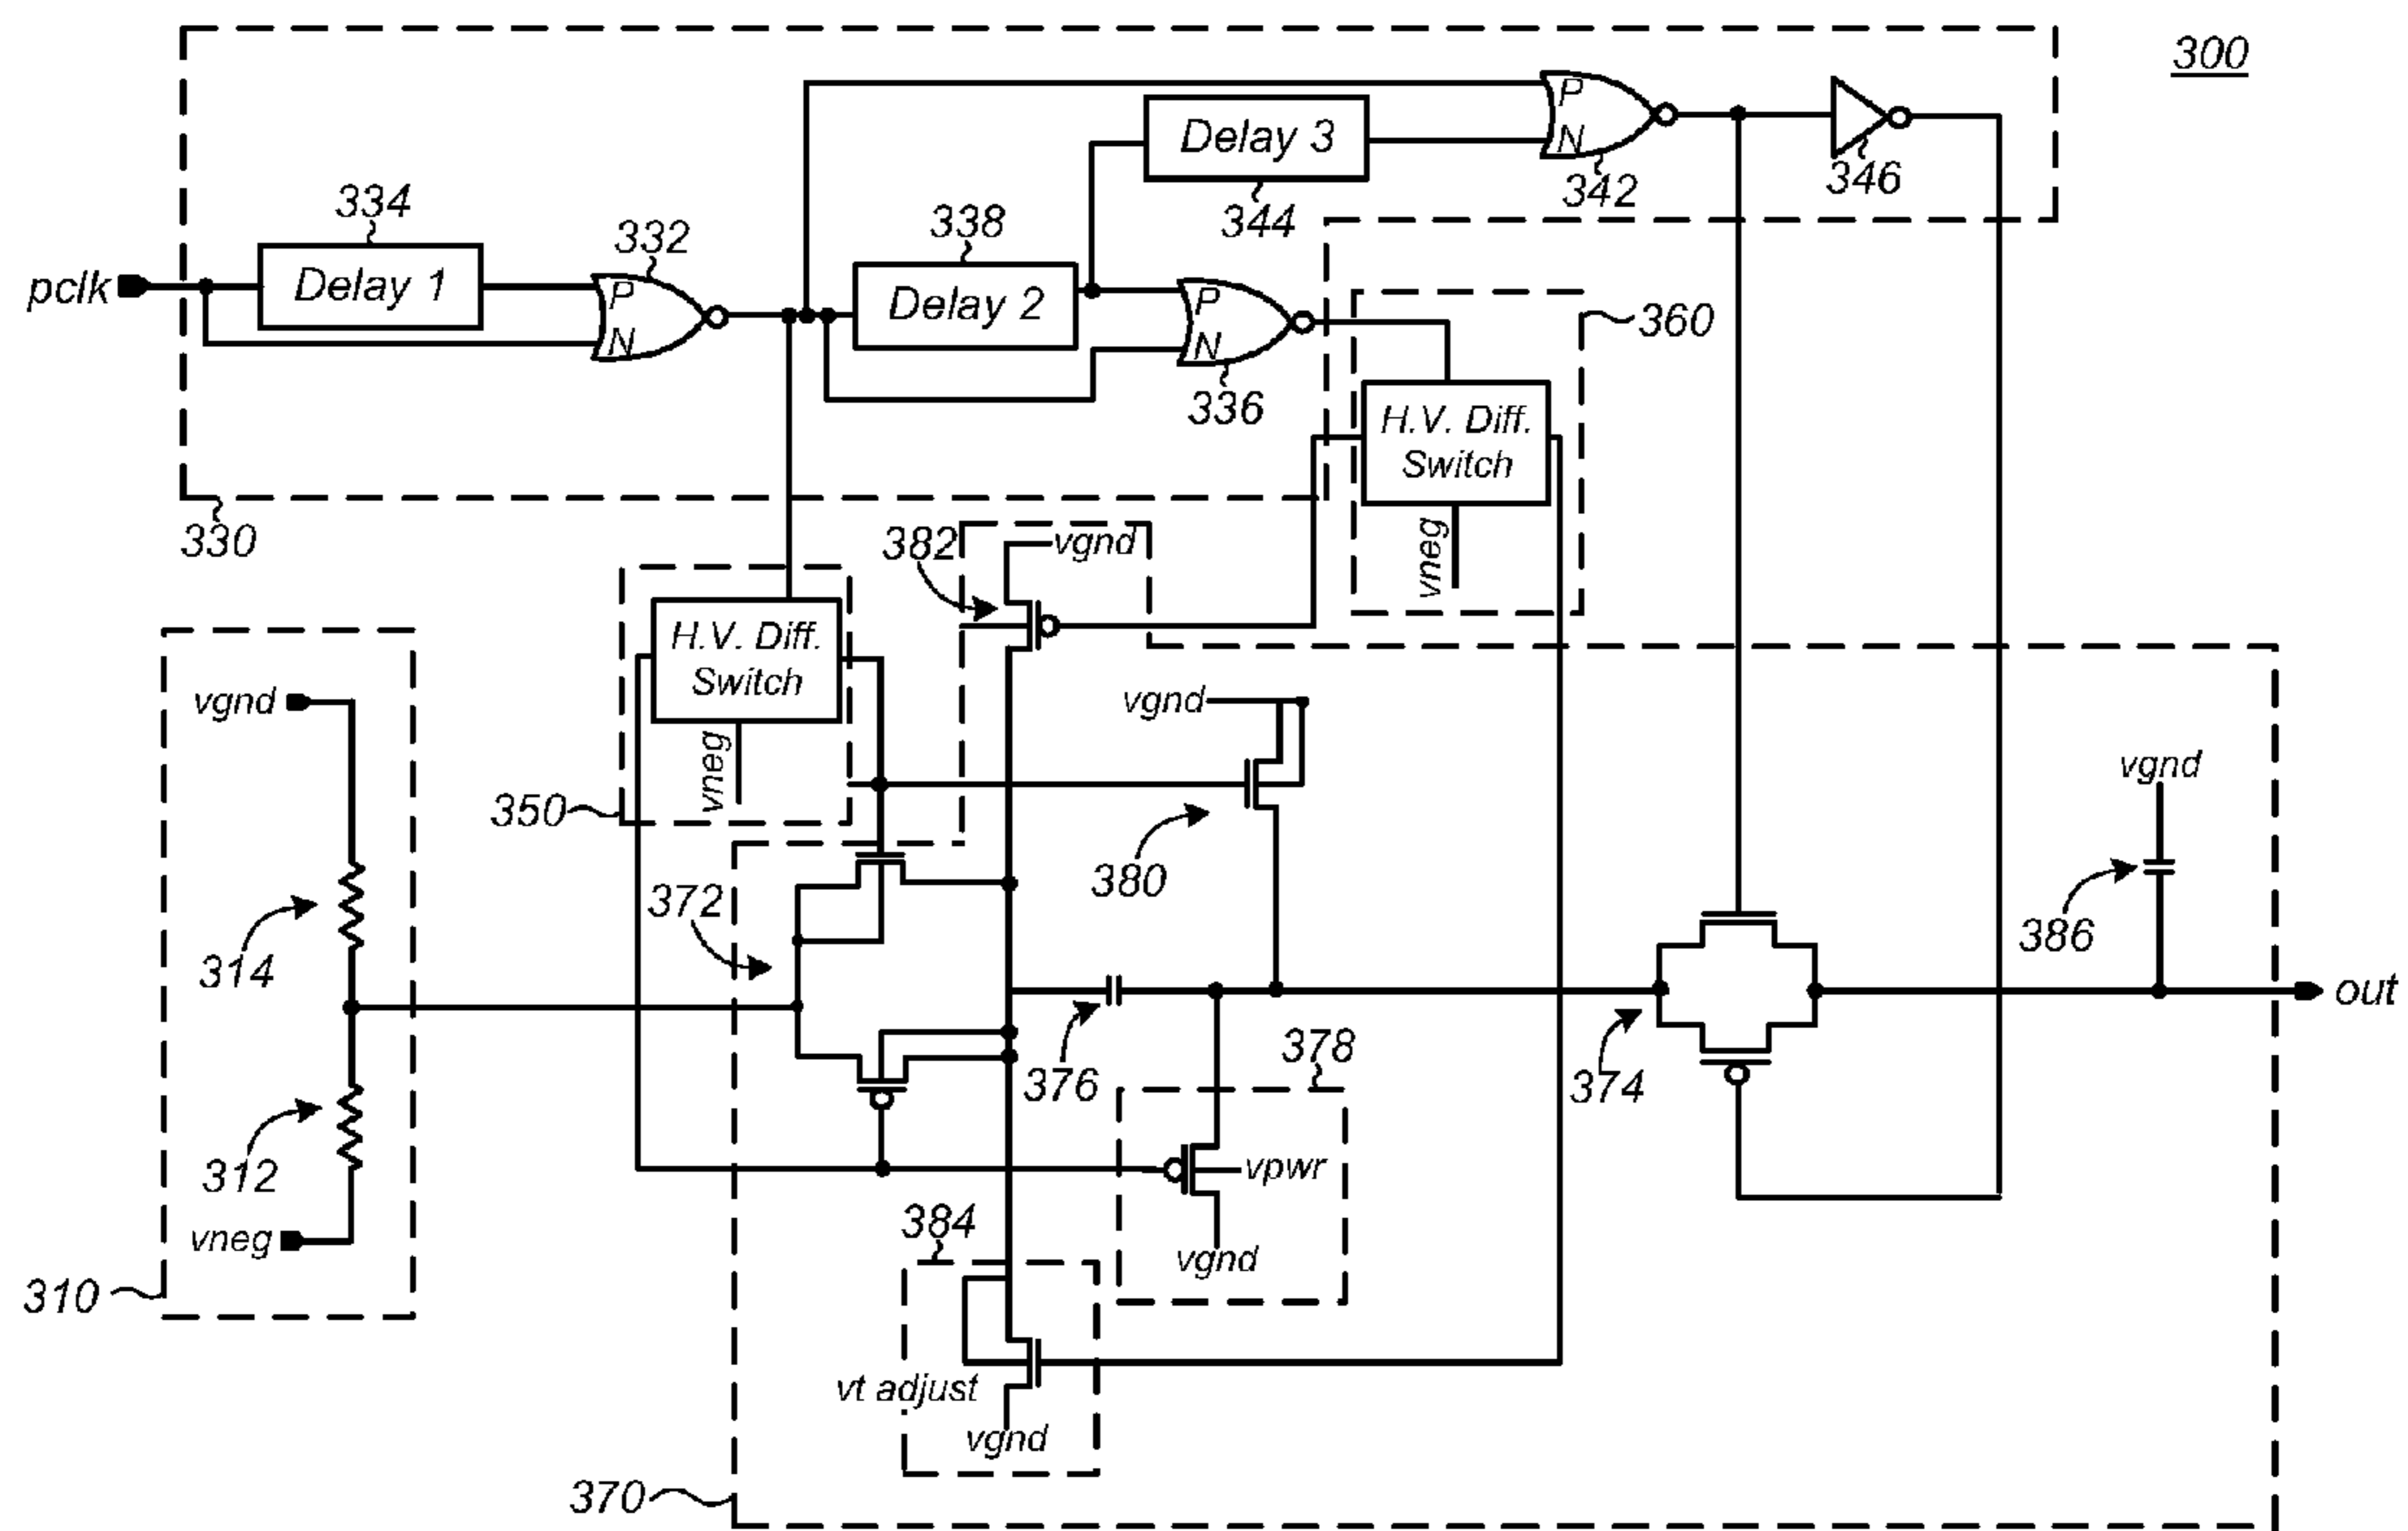 300
P
Delay 3
N
342
346
334
338
344
332
pclk
Delay 1
P
N
Delay 2
P
N
336
360
H.V. Diff.
Switch
vneg
330
382
vgnd
H.V. Diff.
Switch
vneg
350
vgnd
vgnd
vgnd
380
386
372
314
out
376
378
374
312
vpwr
384
vgnd
vneg
310
vt adjust
vgnd
370